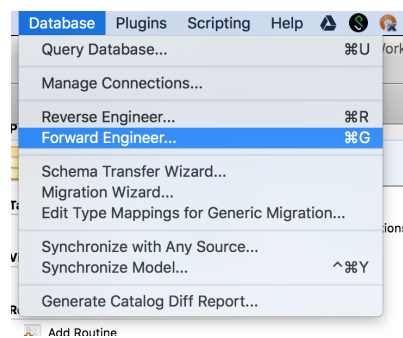 Database Plugins Scripting Help
Query Database... ⌘U
Manage Connections...
Reverse Engineer... ⌘R
Forward Engineer... ⌘G
Schema Transfer Wizard...
Migration Wizard...
Edit Type Mappings for Generic Migration...
Synchronize with Any Source...
Synchronize Model... ^⌘Y
Generate Catalog Diff Report...
Add Routine